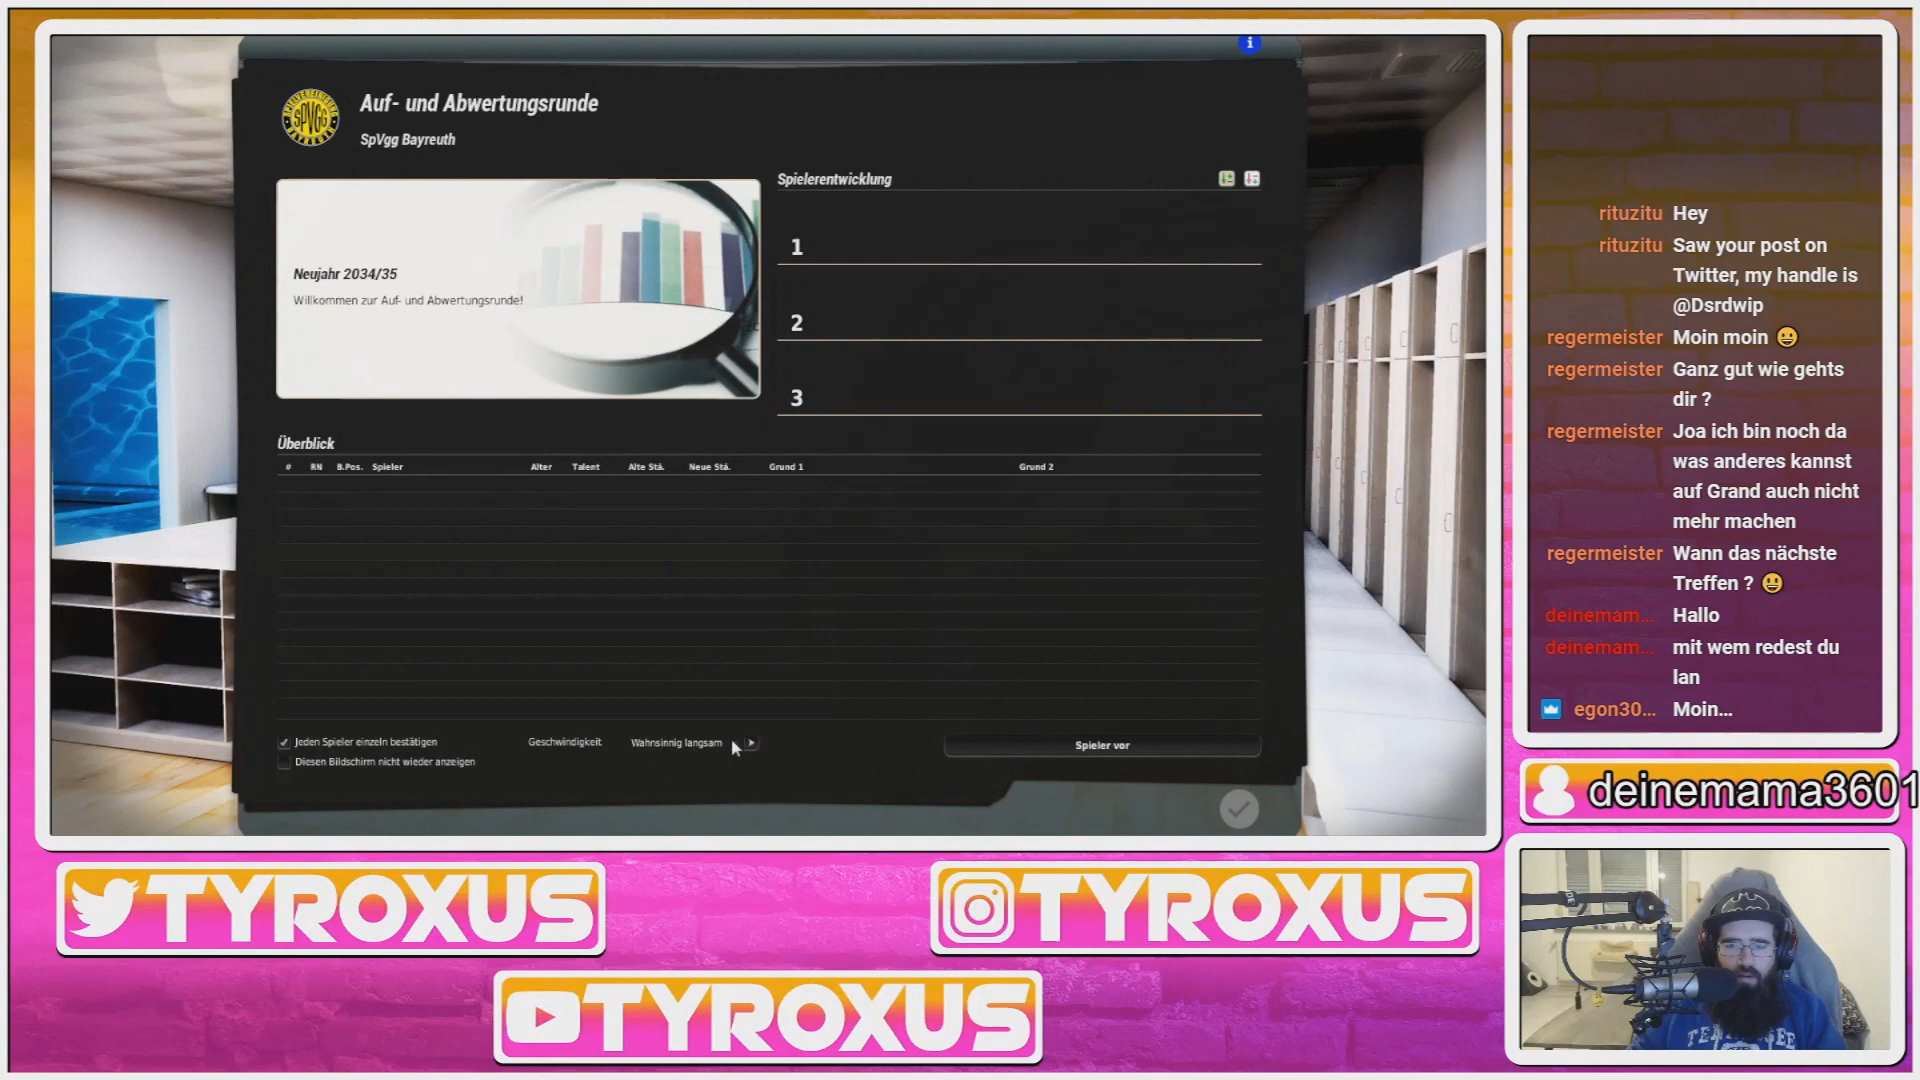 i
Auf- und Abwertungsrunde
SpVgg Bayreuth
SPVGG
Neujahr 2034/35
Willkommen zur Auf- und Abwertungsrunde!
Spielerentwicklung
1
2
3
Überblick
# RN B.Pos. Spieler Alter Talent Alte Stä. Neue Stä. Grund 1 Grund 2
Jeden Spieler einzeln bestätigen
Diesen Bildschirm nicht wieder anzeigen
Geschwindigkeit Wahnsinnig langsam
Spieler vor
rituzitu Hey
rituzitu Saw your post on
Twitter, my handle is
@Dsrdwip
regermeister Moin moin 😀
regermeister Ganz gut wie gehts
dir ?
regermeister Joa ich bin noch da
was anderes kannst
auf Grand auch nicht
mehr machen
regermeister Wann das nächste
Treffen ? 😀
deinemam... Hallo
deinemam... mit wem redest du
lan
egon30... Moin...
deinemama3601
TYROXUS
TYROXUS
TYROXUS